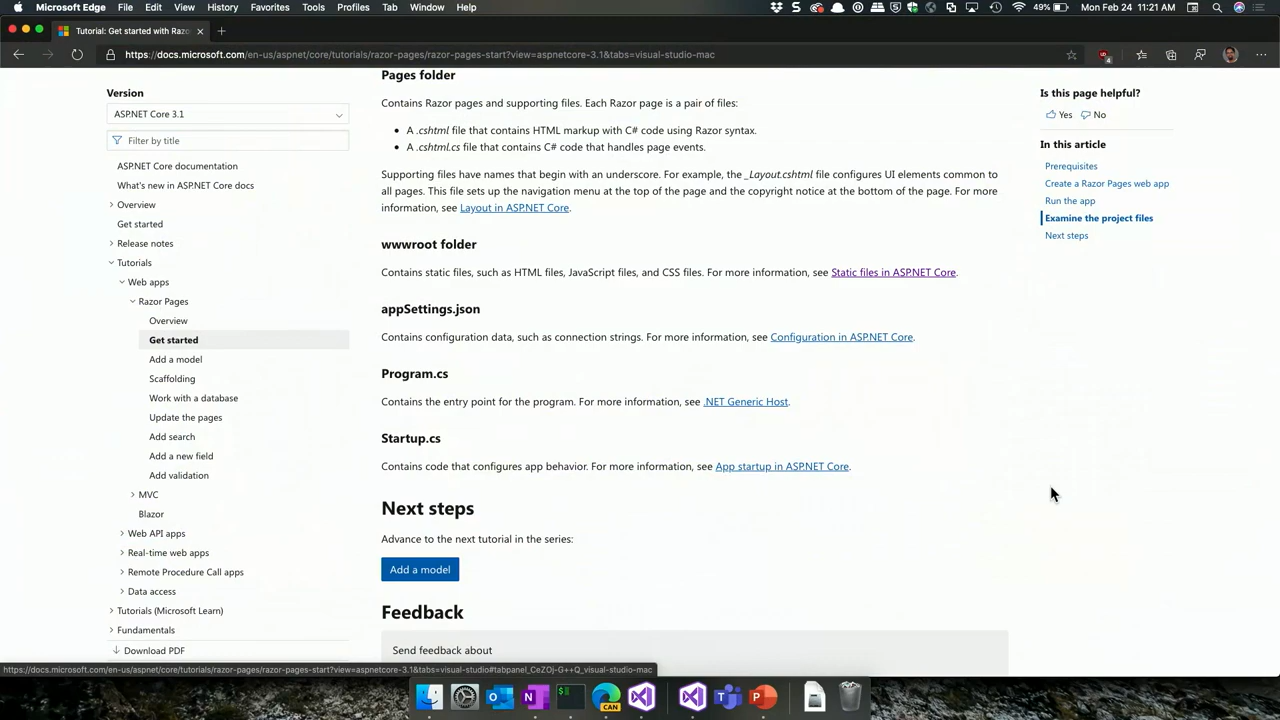 Microsoft Edge File Edit View History Favorites Tools Profiles Tab Window Help 49% Mon Feb 24 11:21 AM
Tutorial: Get started with Razo
https://docs.microsoft.com/en-us/aspnet/core/tutorials/razor-pages/razor-pages-start?view=aspnetcore-3.1&tabs=visual-studio-mac
Version
ASP.NET Core 3.1
Filter by title
ASP.NET Core documentation
What's new in ASP.NET Core docs
Overview
Get started
Release notes
Tutorials
Web apps
Razor Pages
Overview
Get started
Add a model
Scaffolding
Work with a database
Update the pages
Add search
Add a new field
Add validation
MVC
Blazor
Web API apps
Real-time web apps
Remote Procedure Call apps
Data access
Tutorials (Microsoft Learn)
Fundamentals
Download PDF
Pages folder
Contains Razor pages and supporting files. Each Razor page is a pair of files:
• A .cshtml file that contains HTML markup with C# code using Razor syntax.
• A .cshtml.cs file that contains C# code that handles page events.
Supporting files have names that begin with an underscore. For example, the _Layout.cshtml file configures UI elements common to
all pages. This file sets up the navigation menu at the top of the page and the copyright notice at the bottom of the page. For more
information, see Layout in ASP.NET Core.
wwwroot folder
Contains static files, such as HTML files, JavaScript files, and CSS files. For more information, see Static files in ASP.NET Core.
appSettings.json
Contains configuration data, such as connection strings. For more information, see Configuration in ASP.NET Core.
Program.cs
Contains the entry point for the program. For more information, see .NET Generic Host.
Startup.cs
Contains code that configures app behavior. For more information, see App startup in ASP.NET Core.
Next steps
Advance to the next tutorial in the series:
Add a model
Feedback
Send feedback about
Is this page helpful?
Yes No
In this article
Prerequisites
Create a Razor Pages web app
Run the app
Examine the project files
Next steps
https://docs.microsoft.com/en-us/aspnet/core/tutorials/razor-pages/razor-pages-start?view=aspnetcore-3.1&tabs=visual-studio#tabpanel_CeZOj-G++Q_visual-studio-mac
CAN